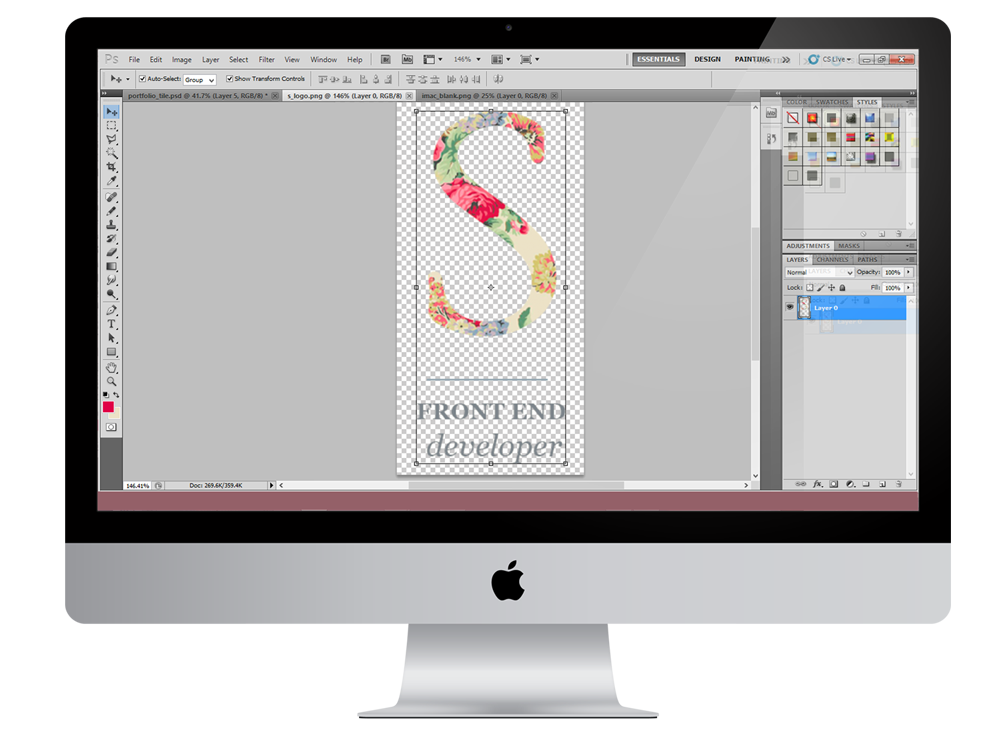 Ps File Edit Image Layer Select Filter View Window Help Br Mb 146% ESSENTIALS DESIGN PAINTING CS Live
Auto-Select: Group Show Transform Controls
portfolio_tile.psd @ 41.7% (Layer 5, RGB/8) * s_logo.png @ 146% (Layer 0, RGB/8) imac_blank.png @ 25% (Layer 0, RGB/8)
COLOR SWATCHES STYLES
S
ADJUSTMENTS MASKS
LAYERS CHANNELS PATHS
Normal Opacity: 100%
Lock: Fill: 100%
Layer 0
FRONT END
developer
146.41% Doc: 269.6K/359.4K
fx